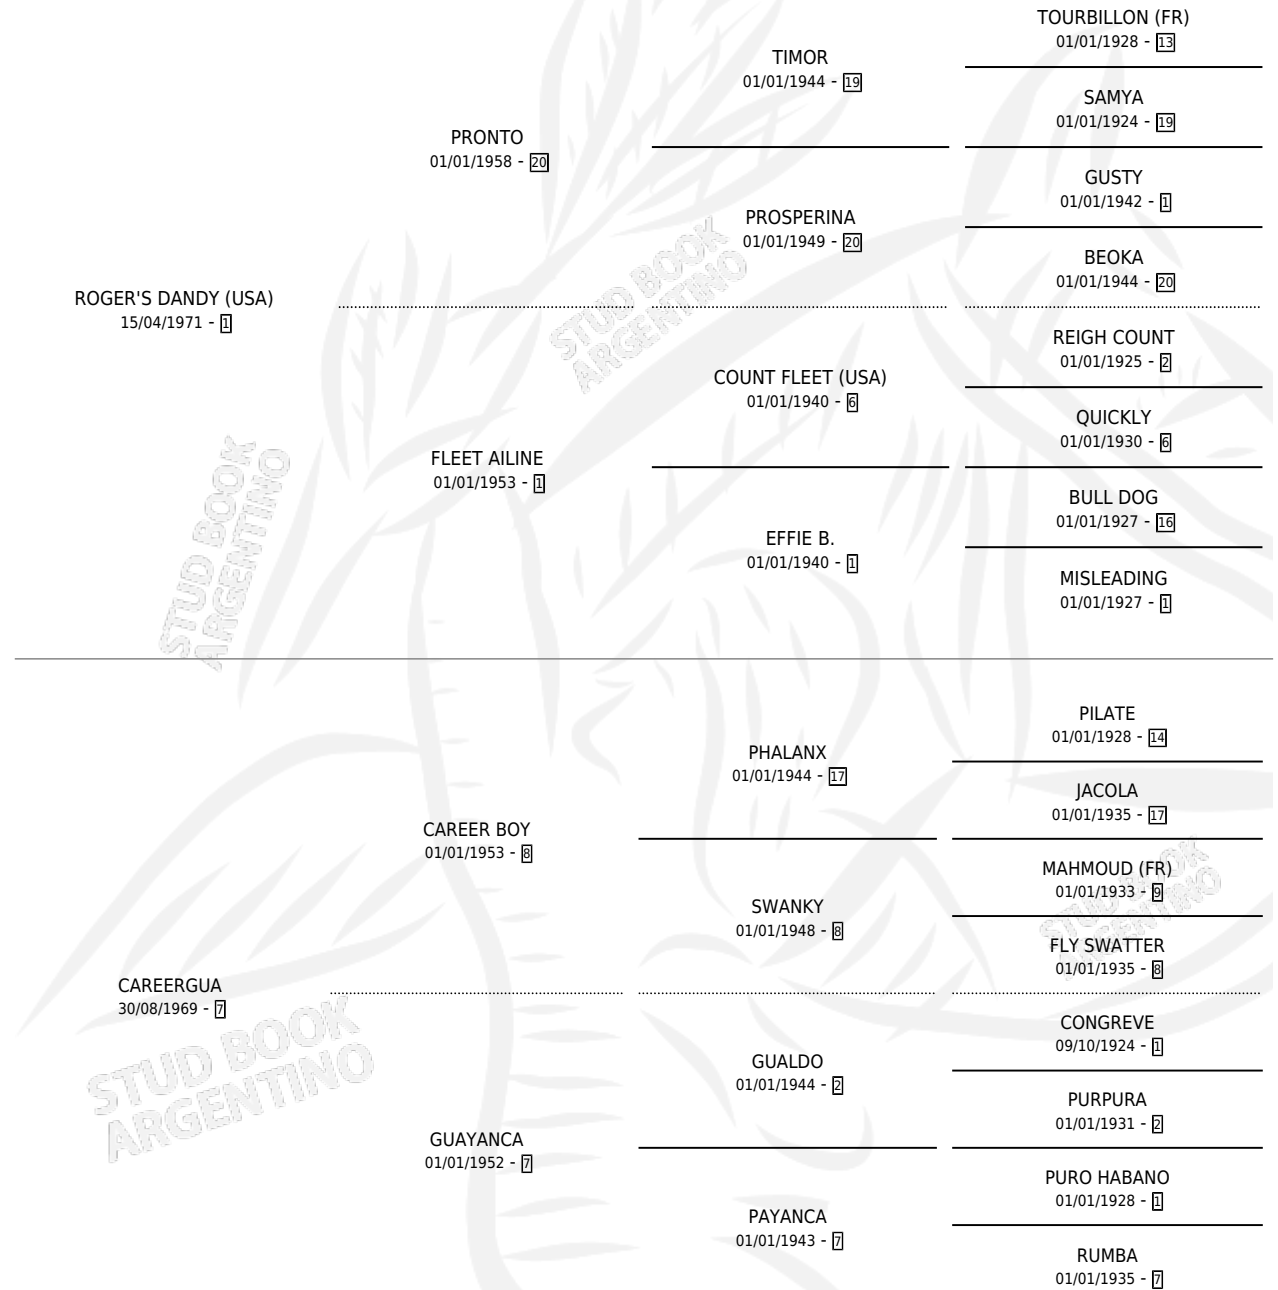 TOURBILLON (FR)
01/01/1928 - 13
TIMOR
01/01/1944 - 19
SAMYA
01/01/1924 - 19
PRONTO
01/01/1958 - 20
GUSTY
01/01/1942 - 1
PROSPERINA
01/01/1949 - 20
BEOKA
01/01/1944 - 20
ROGER'S DANDY (USA)
15/04/1971 - 1
REIGH COUNT
01/01/1925 - 2
COUNT FLEET (USA)
01/01/1940 - 6
QUICKLY
01/01/1930 - 6
FLEET AILINE
01/01/1953 - 1
BULL DOG
01/01/1927 - 16
EFFIE B.
01/01/1940 - 1
MISLEADING
01/01/1927 - 1
STUD BOOK
ARGENTINO
STUD BOOK
ARGENTINO
PILATE
01/01/1928 - 14
PHALANX
01/01/1944 - 17
JACOLA
01/01/1935 - 17
CAREER BOY
01/01/1953 - 8
MAHMOUD (FR)
01/01/1933 - 9
SWANKY
01/01/1948 - 8
FLY SWATTER
01/01/1935 - 8
CAREERGUA
30/08/1969 - 7
CONGREVE
09/10/1924 - 1
GUALDO
01/01/1944 - 2
PURPURA
01/01/1931 - 2
GUAYANCA
01/01/1952 - 7
PURO HABANO
01/01/1928 - 1
PAYANCA
01/01/1943 - 7
RUMBA
01/01/1935 - 7
STUD BOOK
ARGENTINO
STUD BOOK
ARGENTINO